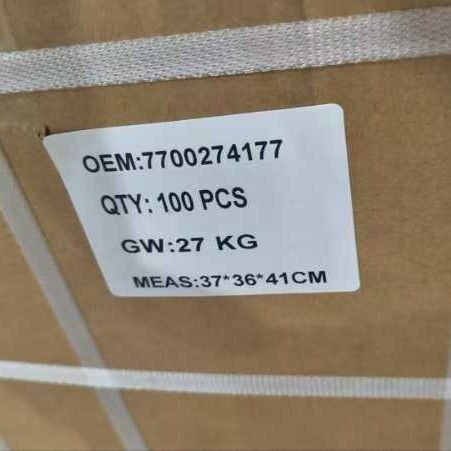 OEM:7700274177
QTY: 100 PCS
GW:27 KG
MEAS:37*36*41CM